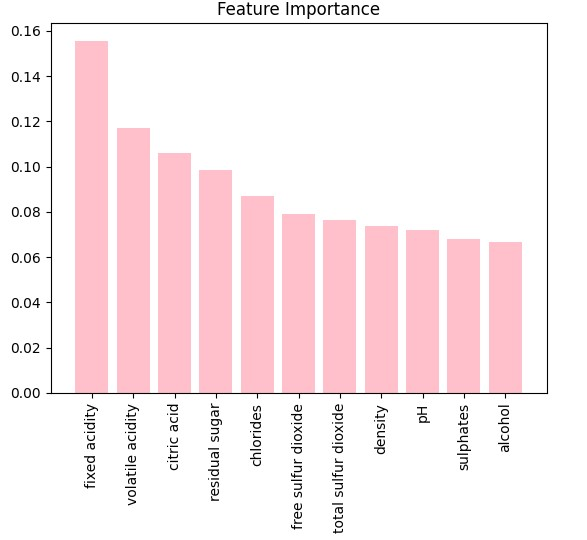 Feature Importance
0.16
0.14
0.12
0.10
0.08
0.06
0.04
0.02
0.00
fixed acidity
volatile acidity
citric acid
residual sugar
chlorides
free sulfur dioxide
total sulfur dioxide
density
pH
sulphates
alcohol